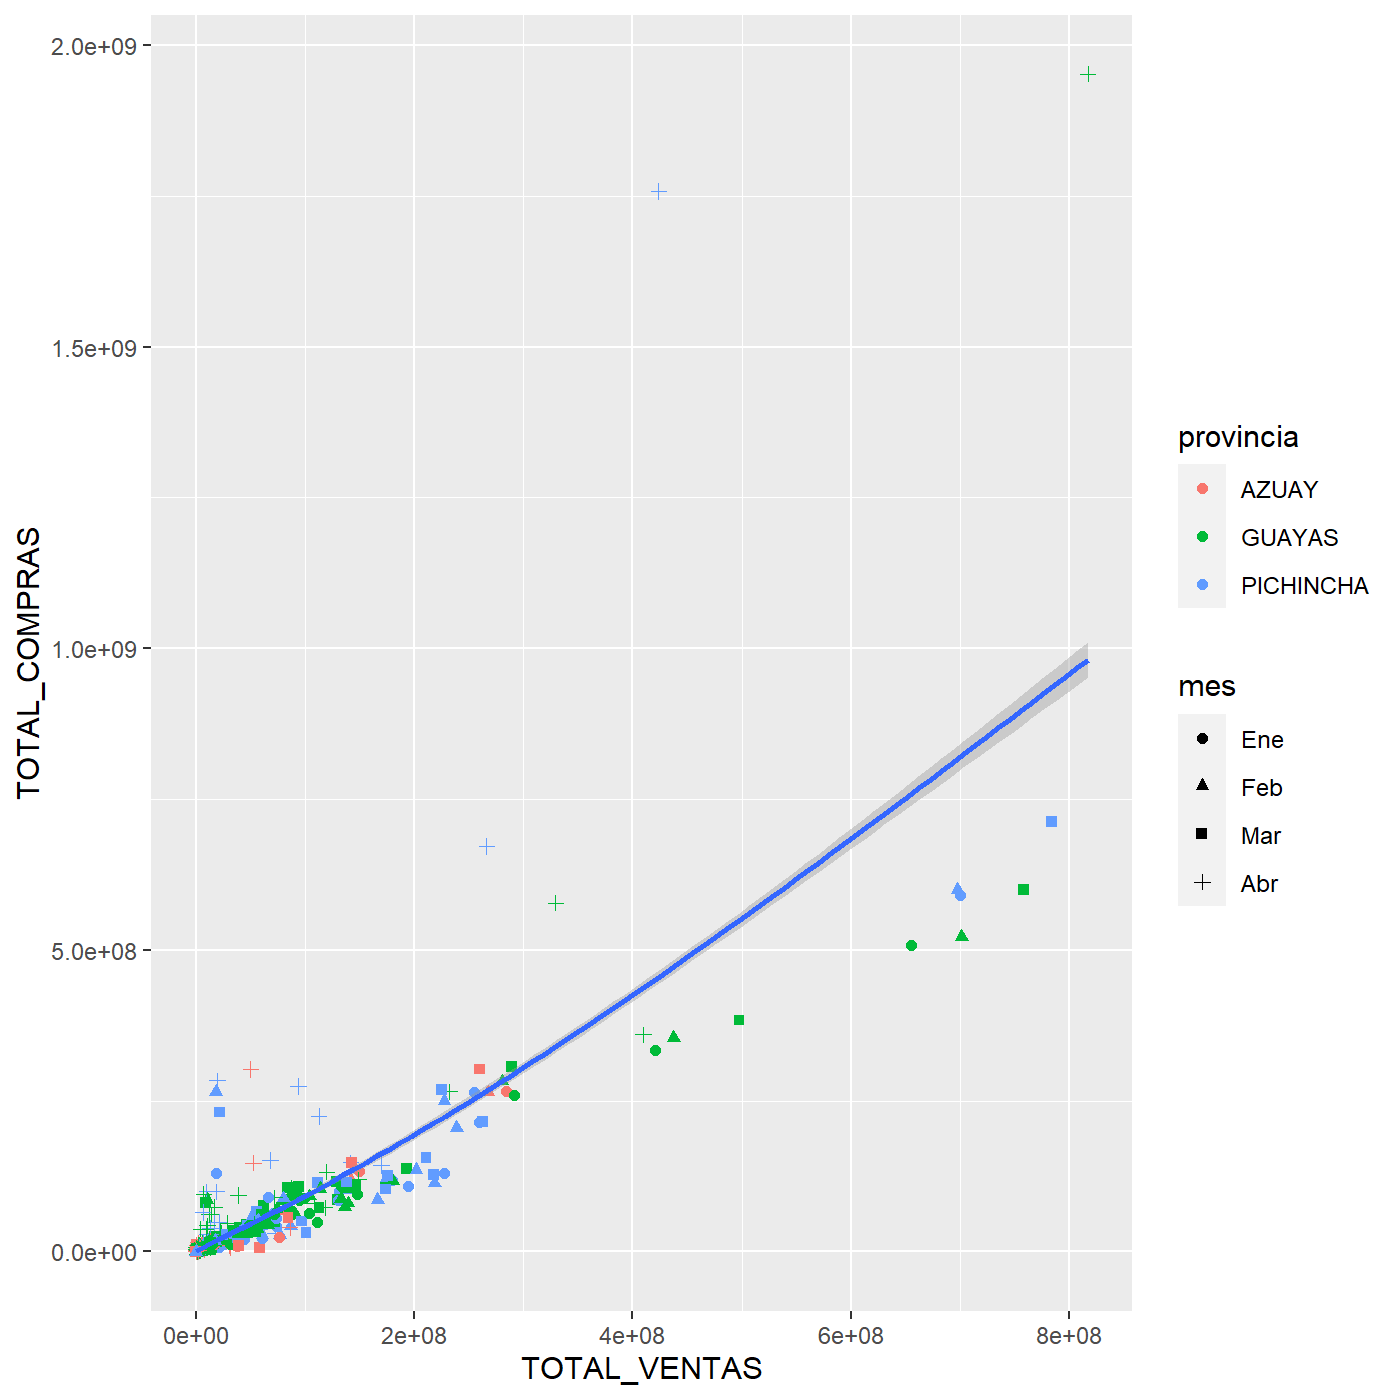 2.0e+09
1.5e+09
1.0e+09
5.0e+08
0.0e+00
TOTAL_COMPRAS
0e+00 2e+08 4e+08 6e+08 8e+08
TOTAL_VENTAS
provincia
AZUAY
GUAYAS
PICHINCHA
mes
Ene
Feb
Mar
Abr